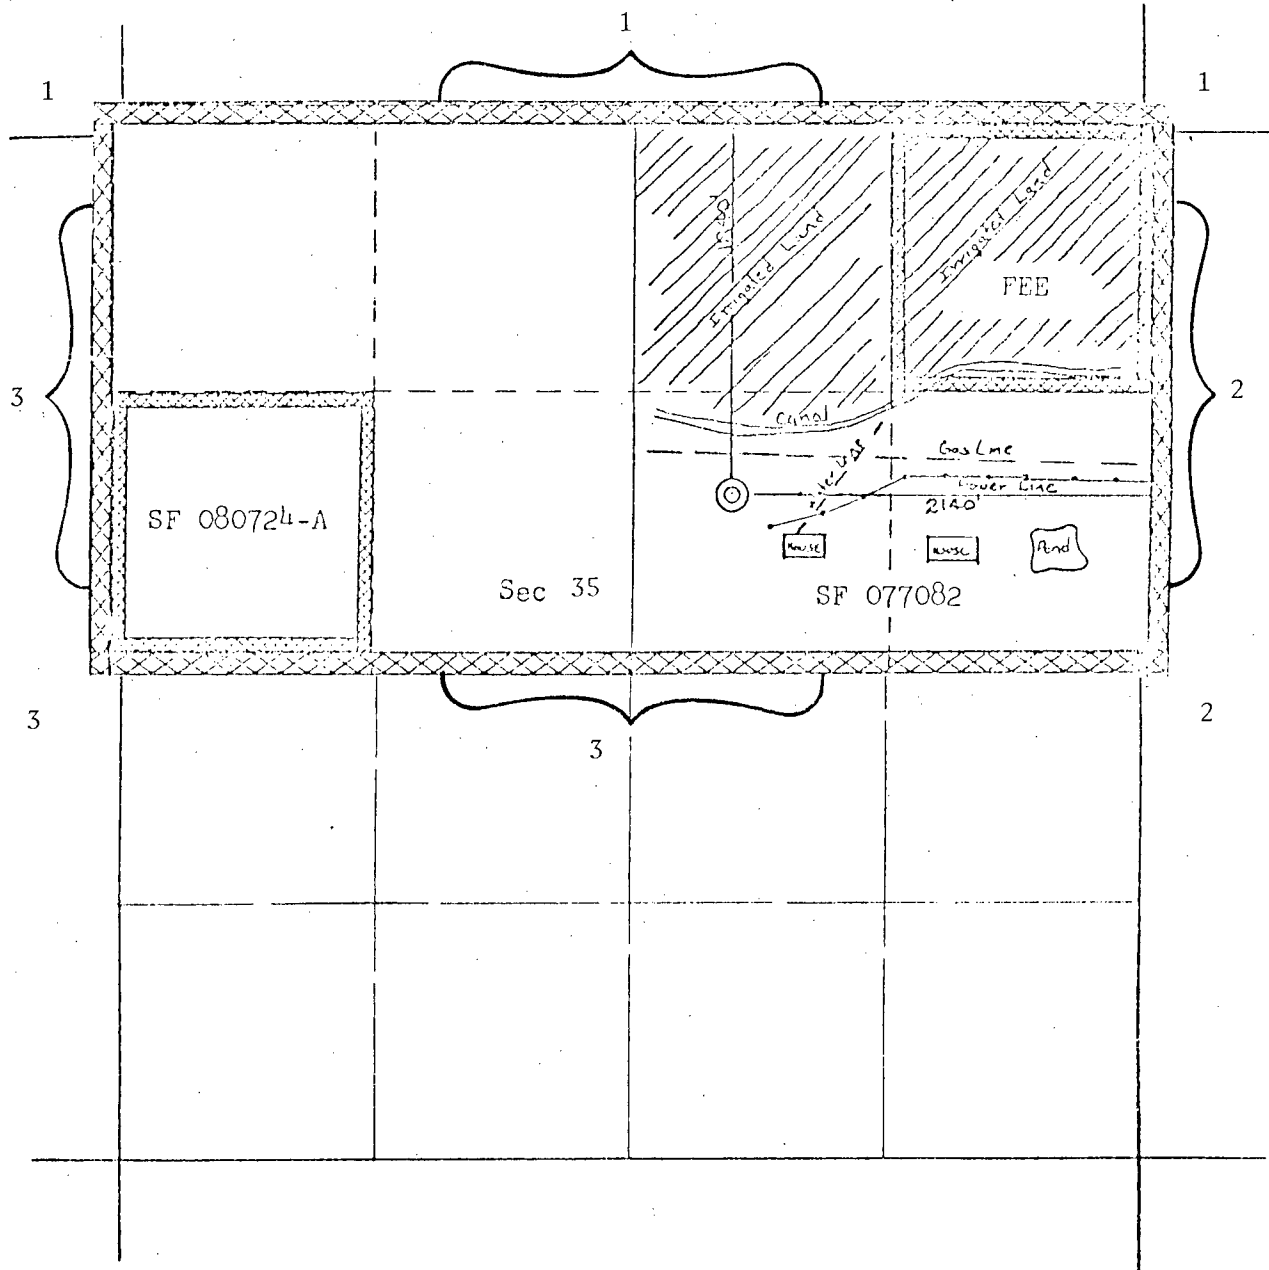 1
1
1
Irrigated Land
Irrigated Land
FEE
3
2
Canal
Gas Line
Power Line
2140'
SF 080724-A
House
House
Pond
Sec 35
SF 077082
3
2
3